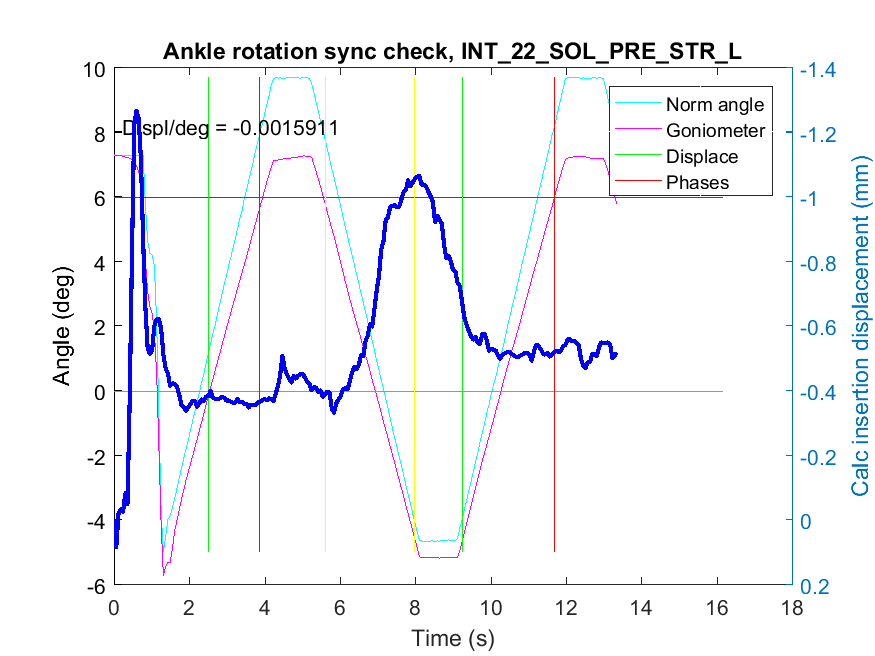 Ankle rotation sync check, INT_22_SOL_PRE_STR_L
10
8
6
4
2
0
-2
-4
-6
Angle (deg)
-Displ/deg = -0.0015911
Norm angle
Goniometer
Displace
Phases
-1.4
-1.2
-1
-0.8
-0.6
-0.4
-0.2
0
0.2
Calc insertion displacement (mm)
0 2 4 6 8 10 12 14 16 18
Time (s)